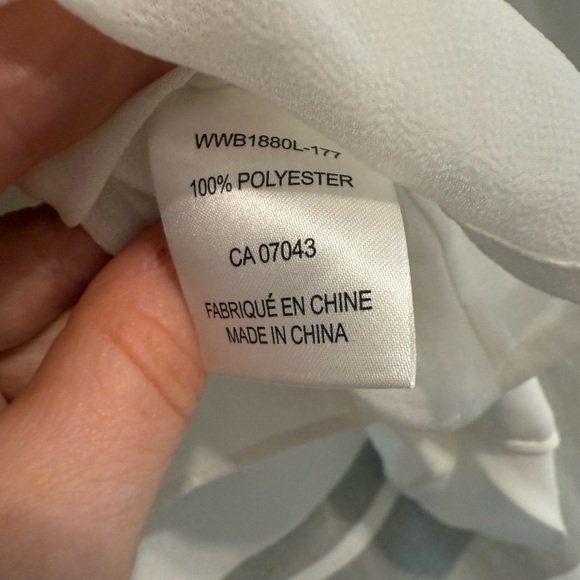 WWB1880L-177
100% POLYESTER
CA 07043
FABRIQUÉ EN CHINE
MADE IN CHINA